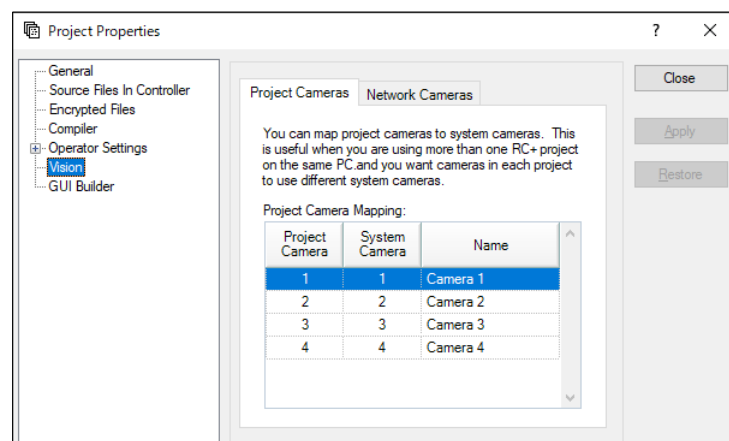 Project Properties
?
General
Source Files In Controller
Encrypted Files
Compiler
Operator Settings
Vision
GUI Builder
Project Cameras
Network Cameras
You can map project cameras to system cameras. This
is useful when you are using more than one RC+ project
on the same PC.and you want cameras in each project
to use different system cameras.
Project Camera Mapping:
Project Camera System Camera Name
1 1 Camera 1
2 2 Camera 2
3 3 Camera 3
4 4 Camera 4
Close
Apply
Restore